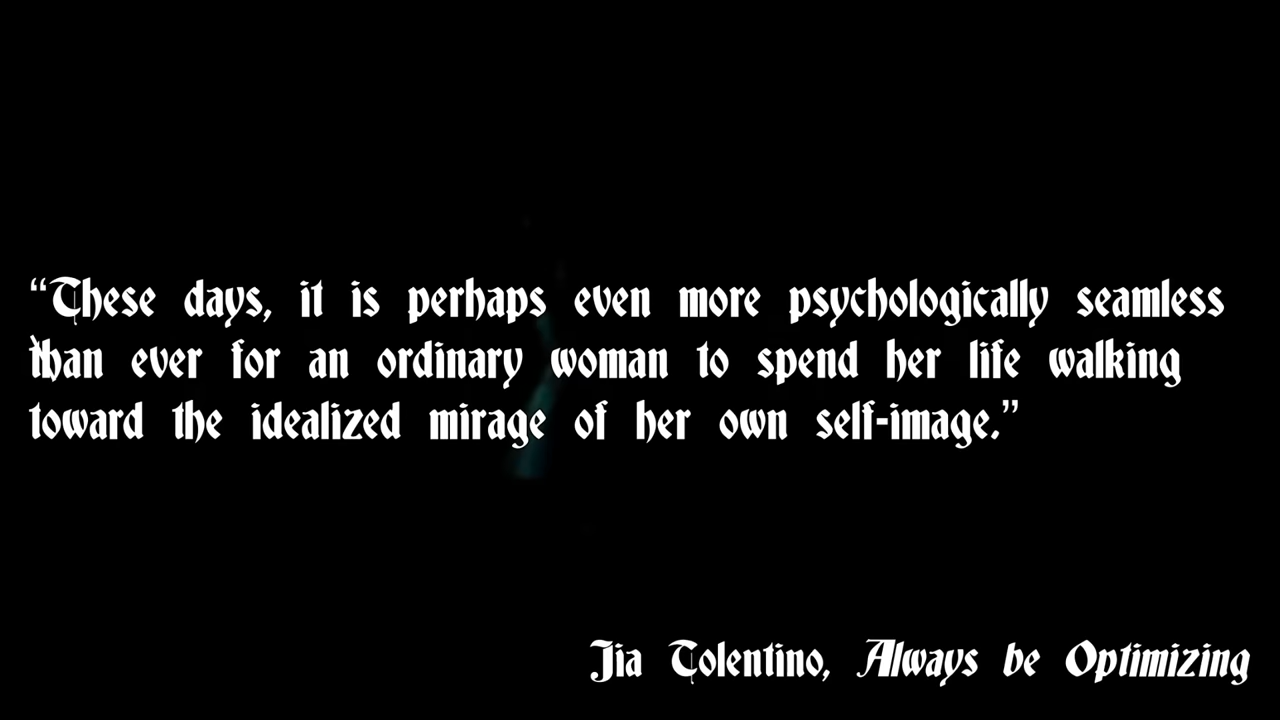 “These days, it is perhaps even more psychologically seamless
than ever for an ordinary woman to spend her life walking
toward the idealized mirage of her own self-image.”
Jia Tolentino, Always be Optimizing